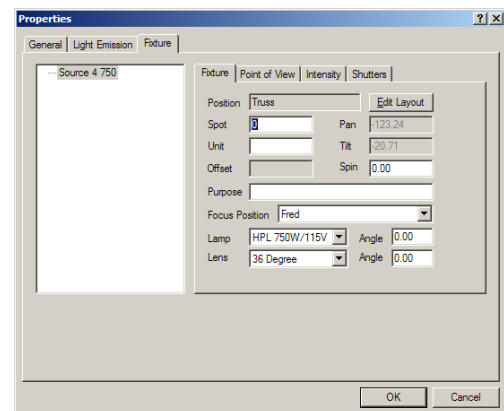 Properties
General Light Emission Fixture
Source 4 750
Fixture Point of View Intensity Shutters
Position Truss Edit Layout
Spot 0 Pan -123.24
Unit Tilt -20.71
Offset Spin 0.00
Purpose
Focus Position Fred
Lamp HPL 750W/115V Angle 0.00
Lens 36 Degree Angle 0.00
OK Cancel